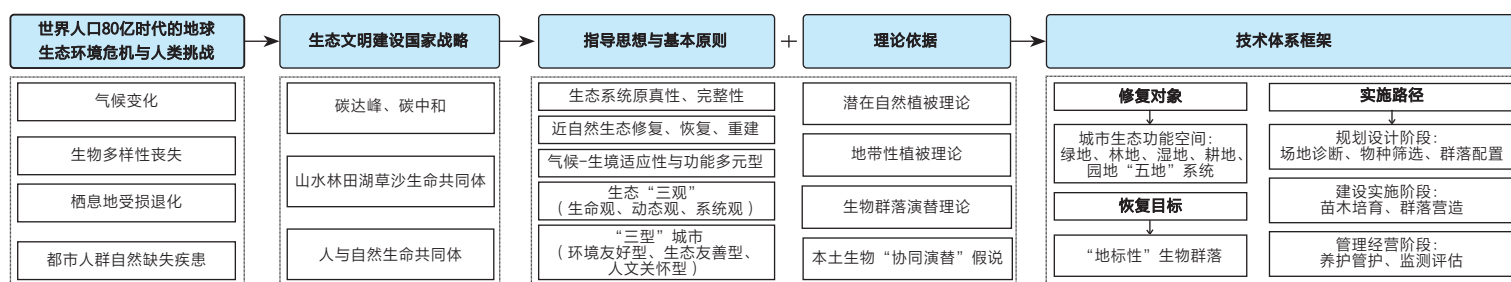 世界人口80亿时代的地球
生态环境危机与人类挑战
气候变化
生物多样性丧失
栖息地受损退化
都市人群自然缺失疾患
生态文明建设国家战略
碳达峰、碳中和
山水林田湖草沙生命共同体
人与自然生命共同体
指导思想与基本原则
生态系统原真性、完整性
近自然生态修复、恢复、重建
气候–生境适应性与功能多元型
生态“三观”
（生命观、动态观、系统观）
“三型”城市
（环境友好型、生态友善型、
人文关怀型）
+
理论依据
潜在自然植被理论
地带性植被理论
生物群落演替理论
本土生物“协同演替”假说
技术体系框架
修复对象
城市生态功能空间：
绿地、林地、湿地、耕地、
园地“五地”系统
恢复目标
“地标性”生物群落
实施路径
规划设计阶段：
场地诊断、物种筛选、群落配置
建设实施阶段：
苗木培育、群落营造
管理经营阶段：
养护管护、监测评估